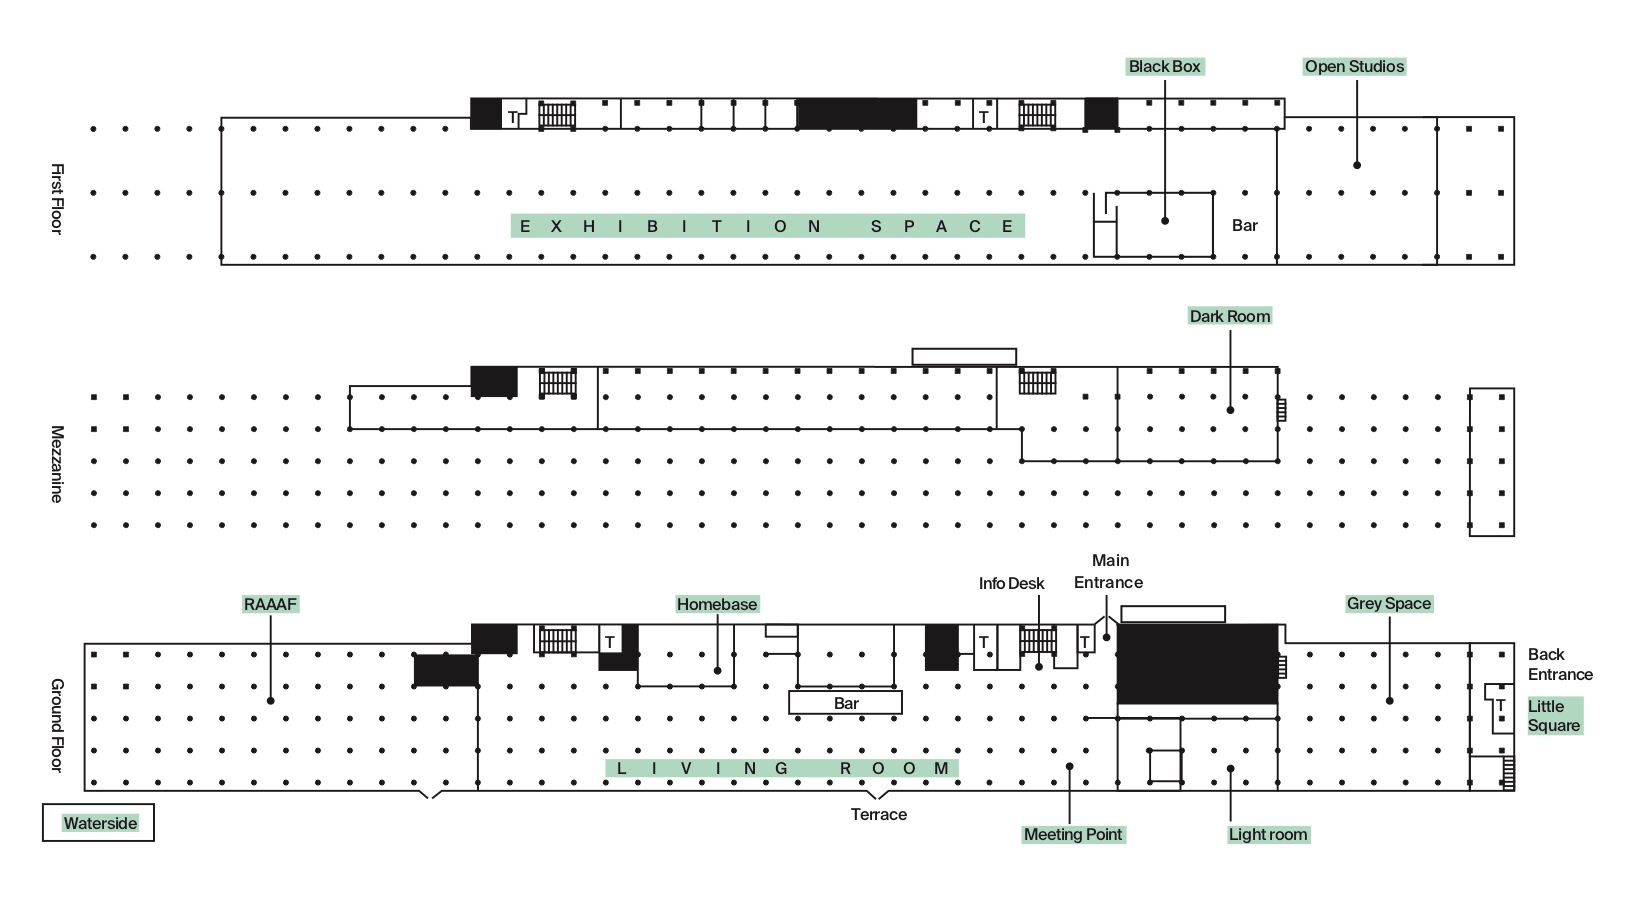 Black Box
Open Studios
T
T
First Floor
EXHIBITION SPACE
Bar
Dark Room
Mezzanine
Main
Entrance
Info Desk
RAAAF
Homebase
Grey Space
T
T
T
Back
Entrance
Ground Floor
Bar
T
Little
Square
LIVING ROOM
Terrace
Waterside
Meeting Point
Light room